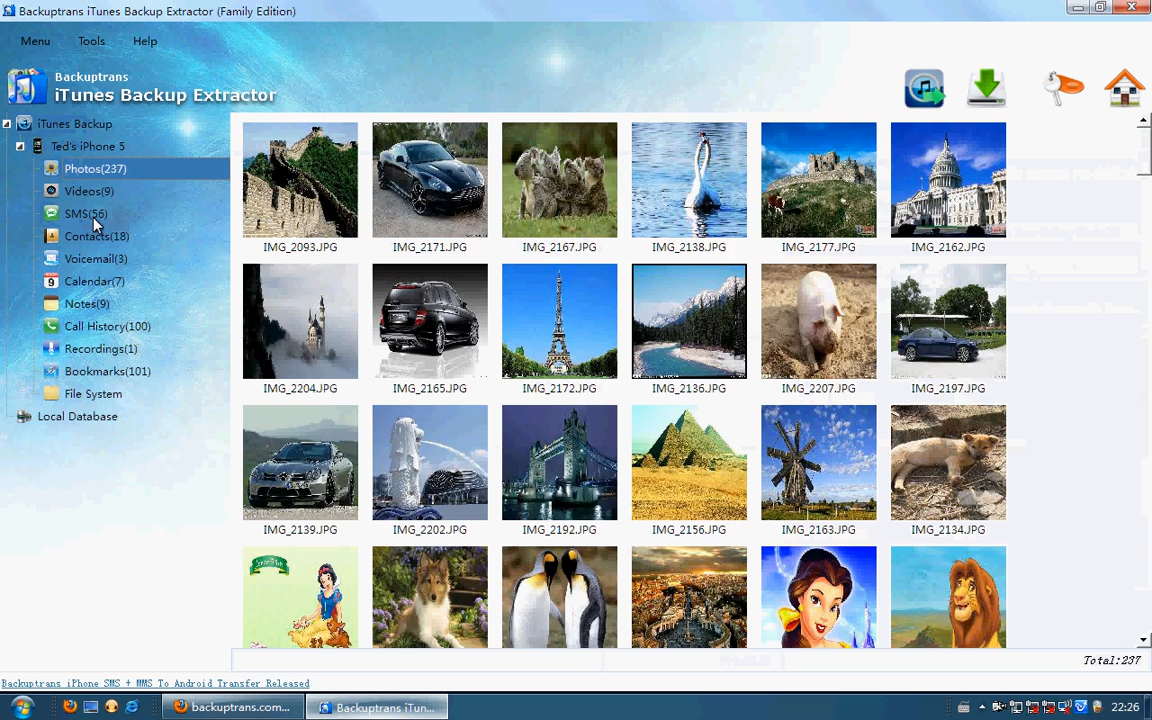 Backuptrans iTunes Backup Extractor (Family Edition)
Menu Tools Help
Backuptrans
iTunes Backup Extractor
iTunes Backup
Ted's iPhone 5
Photos(237)
Videos(9)
SMS(56)
Contacts(18)
Voicemail(3)
Calendar(7)
9
Notes(9)
Call History(100)
Recordings(1)
Bookmarks(101)
File System
Local Database
IMG_2093.JPG IMG_2171.JPG IMG_2167.JPG IMG_2138.JPG IMG_2177.JPG IMG_2162.JPG
IMG_2204.JPG IMG_2165.JPG IMG_2172.JPG IMG_2136.JPG IMG_2207.JPG IMG_2197.JPG
IMG_2139.JPG IMG_2202.JPG IMG_2192.JPG IMG_2156.JPG IMG_2163.JPG IMG_2134.JPG
Total:237
Backuptrans iPhone SMS + MMS To Android Transfer Released
backuptrans.com... Backuptrans iTun... 22:26